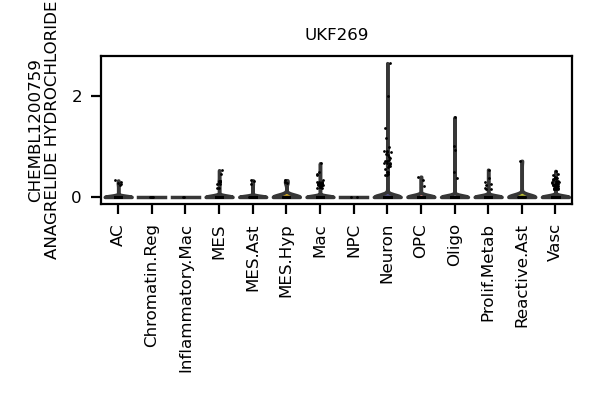 UKF269
CHEMBL1200759
ANAGRELIDE HYDROCHLORIDE
2
0
AC
Chromatin.Reg
Inflammatory.Mac
MES
MES.Ast
MES.Hyp
Mac
NPC
Neuron
OPC
Oligo
Prolif.Metab
Reactive.Ast
Vasc